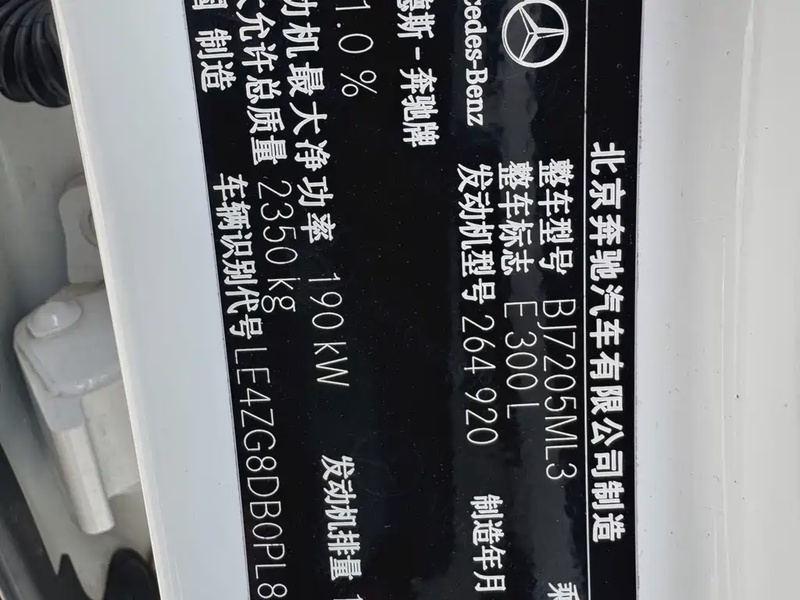 北京奔驰汽车有限公司制造
整车型号 BJ7205ML3 乘
整车标志 E 300 L
发动机型号 264 920 制造年月
cedes-Benz
德斯-奔驰牌
1.0 %
动机最大净功率 190 kW 发动机排量 1
大允许总质量 2350 kg
国 制造 车辆识别代号 LE4ZG8DB0PL8